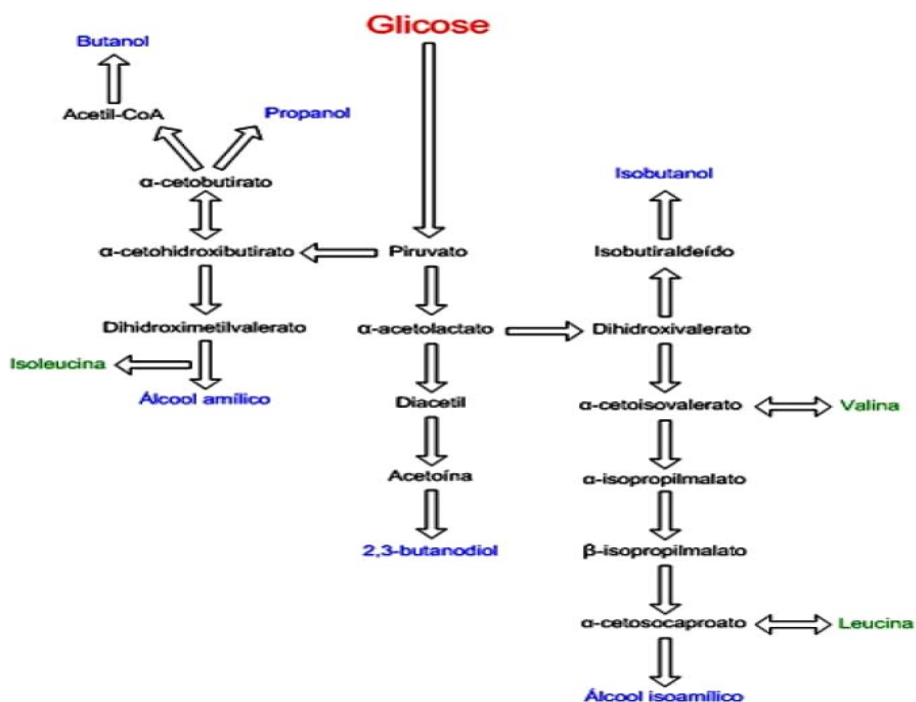 Glicose
Butanol
Acetil-CoA
Propanol
α-cetobutirato
Isobutanol
α-cetohidroxibutirato
Piruvato
Isobutiraldeído
Dihidroximetilvalerato
α-acetolactato
Dihidroxivalerato
Isoleucina
Álcool amílico
Diacetil
α-cetoisovalerato
Valina
Acetoína
α-isopropilmalato
2,3-butanodiol
β-isopropilmalato
α-cetosocaproato
Leucina
Álcool isoamílico